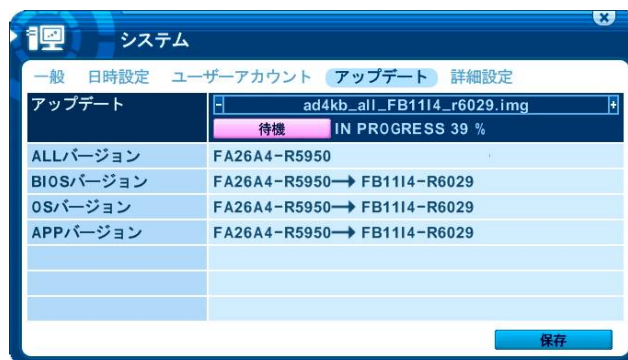 システム
一般 日時設定 ユーザーアカウント アップデート 詳細設定
アップデート - ad4kb_all_FB11I4_r6029.img +
待機 IN PROGRESS 39 %
ALLバージョン FA26A4-R5950
BIOSバージョン FA26A4-R5950→ FB11I4-R6029
OSバージョン FA26A4-R5950→ FB11I4-R6029
APPバージョン FA26A4-R5950→ FB11I4-R6029
保存